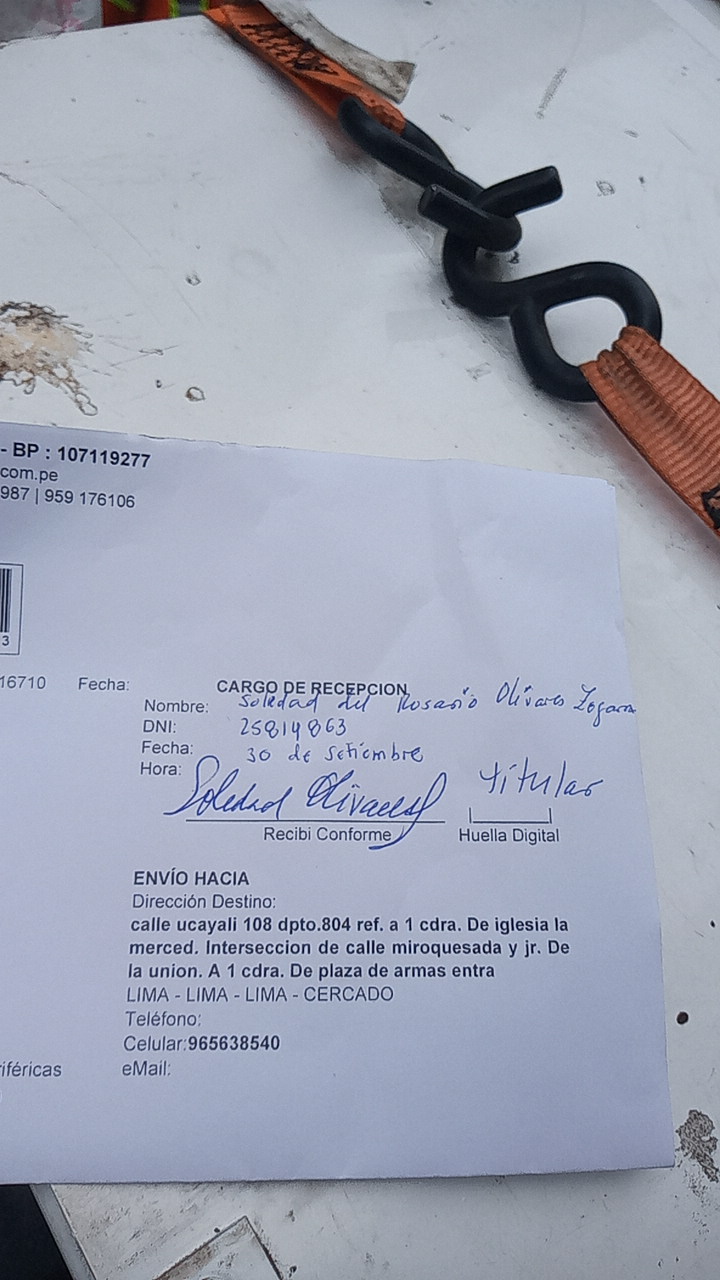 - BP : 107119277
com.pe
987 | 959 176106
3
16710 Fecha:
CARGO DE RECEPCION
Nombre: Soledad del Rosario Olivares
DNI: 25814863
Fecha: 30 de Setiembre
Hora:
Soledad Olivares titular
Recibi Conforme Huella Digital
ENVÍO HACIA
Dirección Destino:
calle ucayali 108 dpto.804 ref. a 1 cdra. De iglesia la
merced. Interseccion de calle miroquesada y jr. De
la union. A 1 cdra. De plaza de armas entra
LIMA - LIMA - LIMA - CERCADO
Teléfono:
Celular:965638540
riféricas eMail: